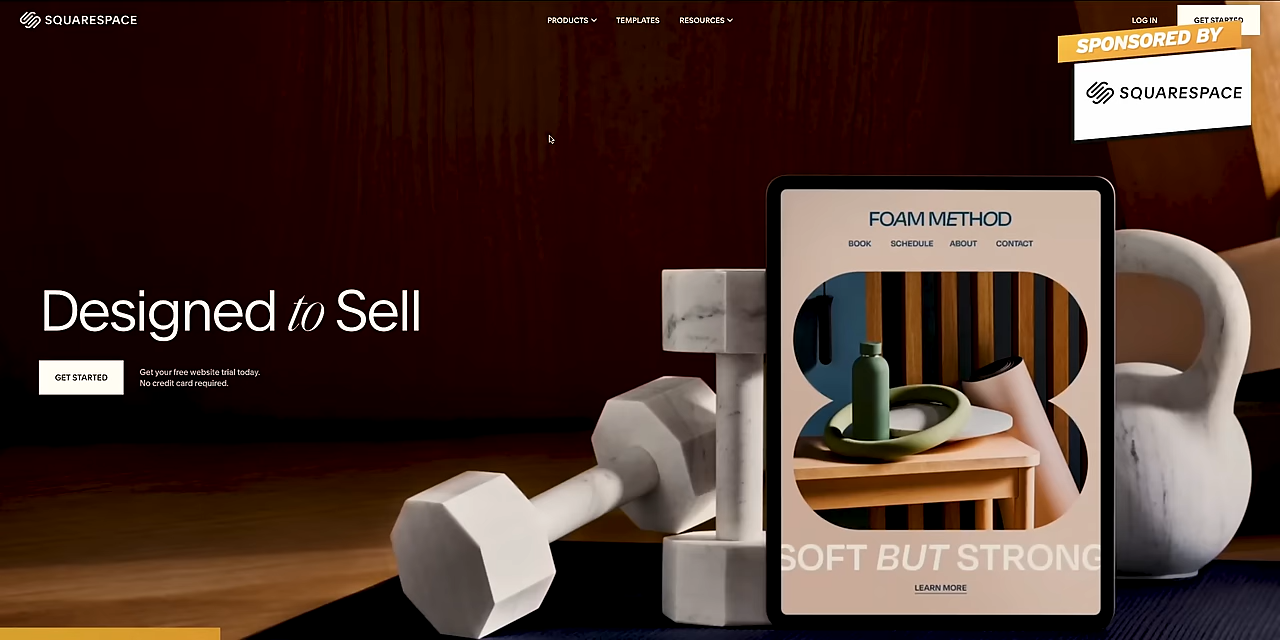 SQUARESPACE
PRODUCTS
TEMPLATES
RESOURCES
LOG IN
GET STARTED
SPONSORED BY
SQUARESPACE
FOAM METHOD
BOOK
SCHEDULE
ABOUT
CONTACT
Designed to Sell
GET STARTED
Get your free website trial today.
No credit card required.
SOFT BUT STRONG
LEARN MORE